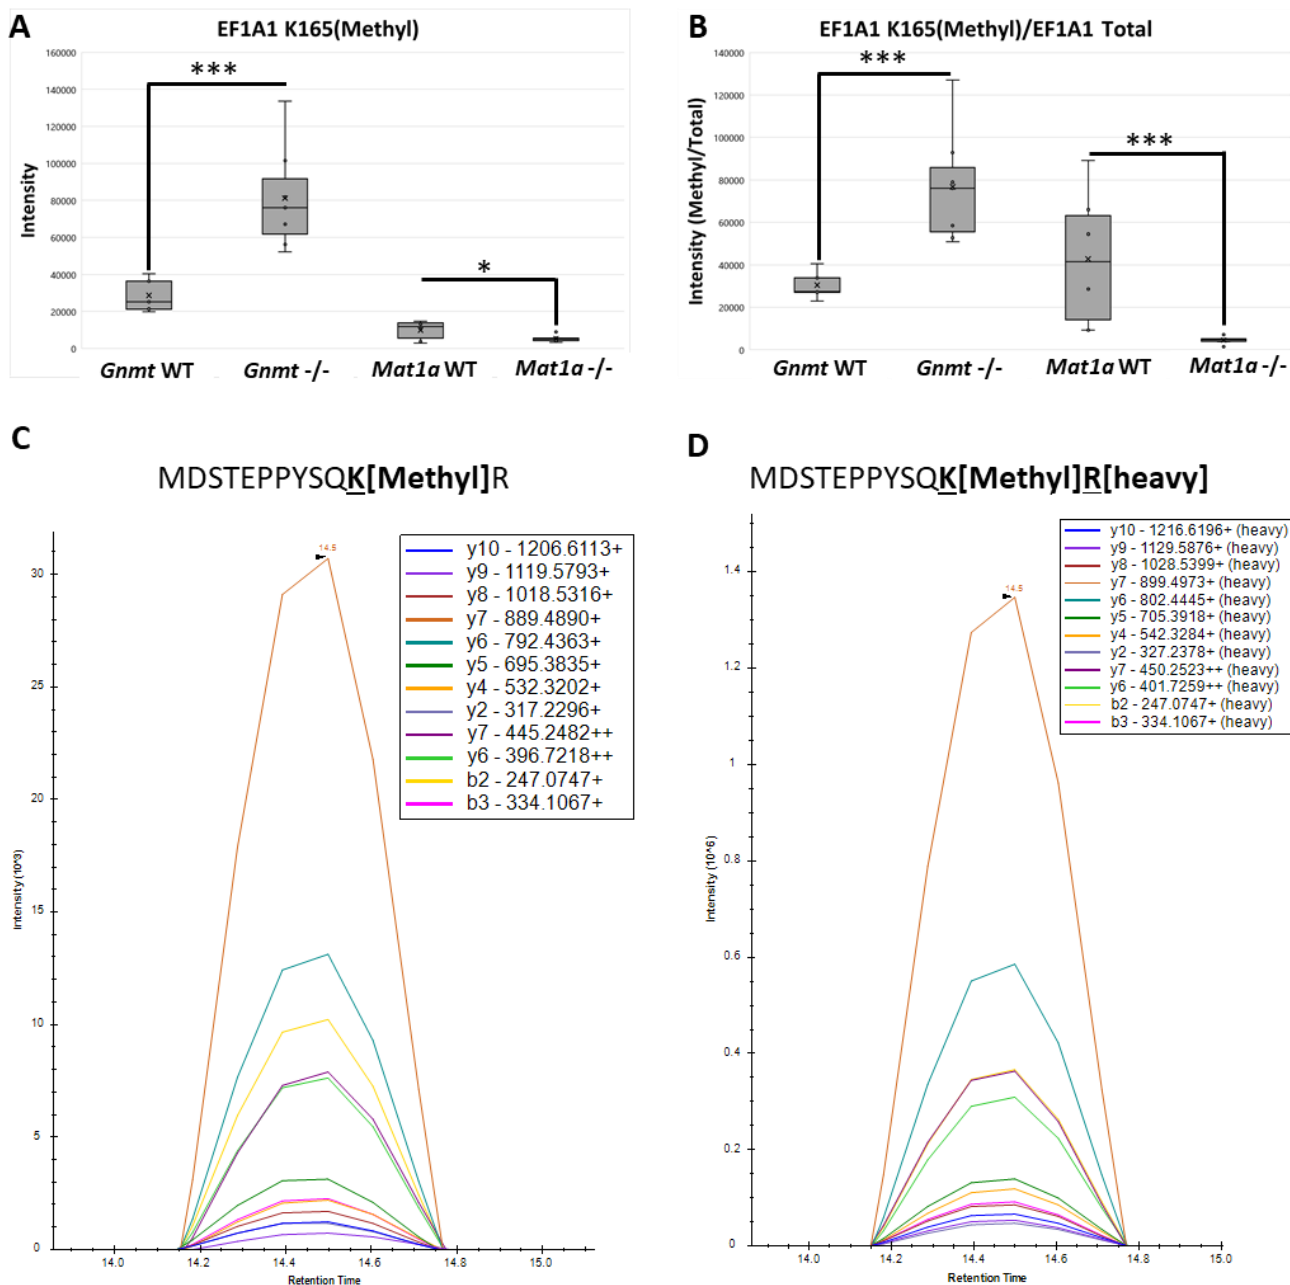 A
EF1A1 K165(Methyl)
160000
140000
120000
100000
80000
60000
40000
20000
0
Intensity
***
*
Gnmt WT
Gnmt -/-
Mat1a WT
Mat1a -/-
B
EF1A1 K165(Methyl)/EF1A1 Total
140000
120000
100000
80000
60000
40000
20000
0
Intensity (Methyl/Total)
***
***
Gnmt WT
Gnmt -/-
Mat1a WT
Mat1a -/-
C
MDSTEPPYSQK[Methyl]R
30
25
20
15
10
5
0
Intensity (10^3)
14.5
y10 - 1206.6113+
y9 - 1119.5793+
y8 - 1018.5316+
y7 - 889.4890+
y6 - 792.4363+
y5 - 695.3835+
y4 - 532.3202+
y2 - 317.2296+
y7 - 445.2482++
y6 - 396.7218++
b2 - 247.0747+
b3 - 334.1067+
14.0
14.2
14.4
14.6
14.8
15.0
Retention Time
D
MDSTEPPYSQK[Methyl]R[heavy]
1.4
1.2
1
0.8
0.6
0.4
0.2
0
Intensity (10^6)
14.5
y10 - 1216.6196+ (heavy)
y9 - 1129.5876+ (heavy)
y8 - 1028.5399+ (heavy)
y7 - 899.4973+ (heavy)
y6 - 802.4445+ (heavy)
y5 - 705.3918+ (heavy)
y4 - 542.3284+ (heavy)
y2 - 327.2378+ (heavy)
y7 - 450.2523++ (heavy)
y6 - 401.7259++ (heavy)
b2 - 247.0747+ (heavy)
b3 - 334.1067+ (heavy)
14.0
14.2
14.4
14.6
14.8
15.0
Retention Time